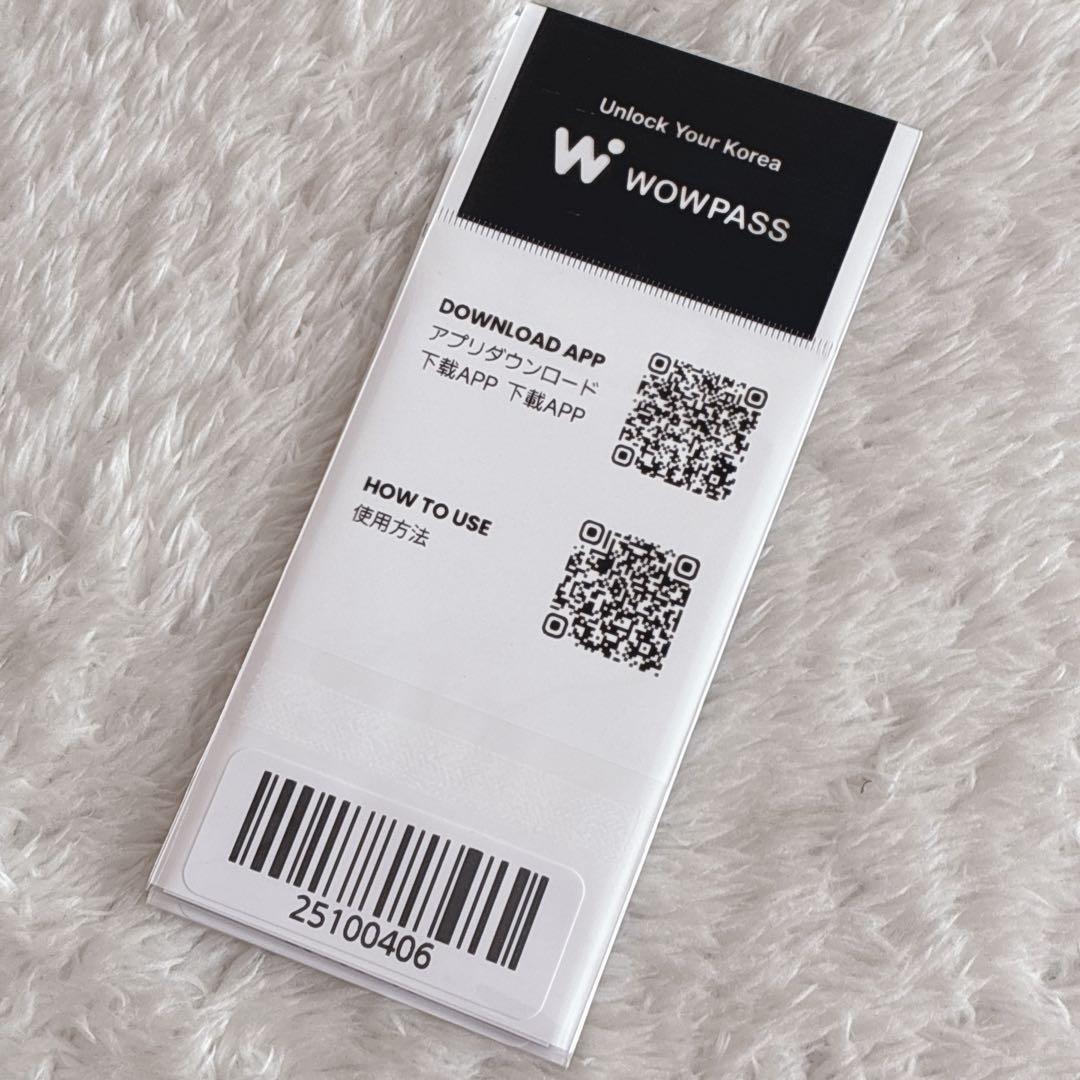 Unlock Your Korea
WOWPASS
DOWNLOAD APP
アプリダウンロード
下载APP 下載APP
HOW TO USE
使用方法
25100406